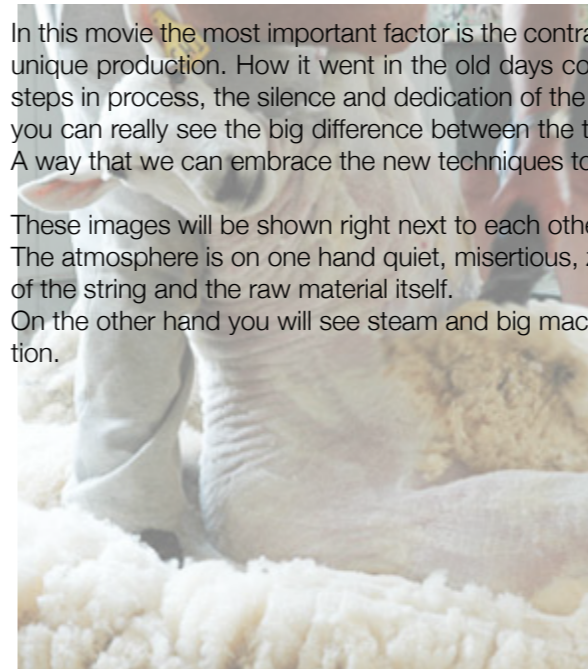 In this movie the most important factor is the contra
unique production. How it went in the old days co
steps in process, the silence and dedication of the
you can really see the big difference between the t
A way that we can embrace the new techniques to
These images will be shown right next to each othe
The atmosphere is on one hand quiet, misertious,
of the string and the raw material itself.
On the other hand you will see steam and big mac
tion.